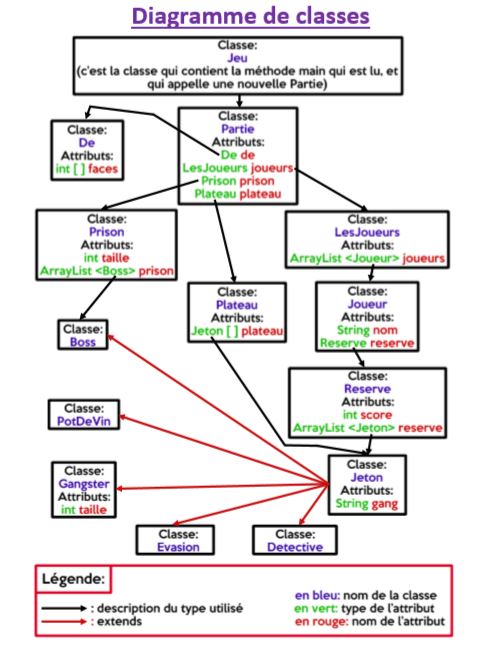 Diagramme de classes
Classe:
Jeu
(c'est la classe qui contient la méthode main qui est lu, et
qui appelle une nouvelle Partie)
Classe:
De
Attributs:
int [ ] faces
Classe:
Partie
Attributs:
De de
LesJoueurs joueurs
Prison prison
Plateau plateau
Classe:
Prison
Attributs:
int taille
ArrayList <Boss> prison
Classe:
LesJoueurs
Attributs:
ArrayList <Joueur> joueurs
Classe:
Plateau
Attributs:
Jeton [ ] plateau
Classe:
Joueur
Attributs:
String nom
Reserve reserve
Classe:
Boss
Classe:
Reserve
Attributs:
int score
ArrayList <Jeton> reserve
Classe:
PotDeVin
Classe:
Gangster
Attributs:
int taille
Classe:
Jeton
Attributs:
String gang
Classe:
Evasion
Classe:
Detective
Légende:
: description du type utilisé
: extends
en bleu: nom de la classe
en vert: type de l'attribut
en rouge: nom de l'attribut